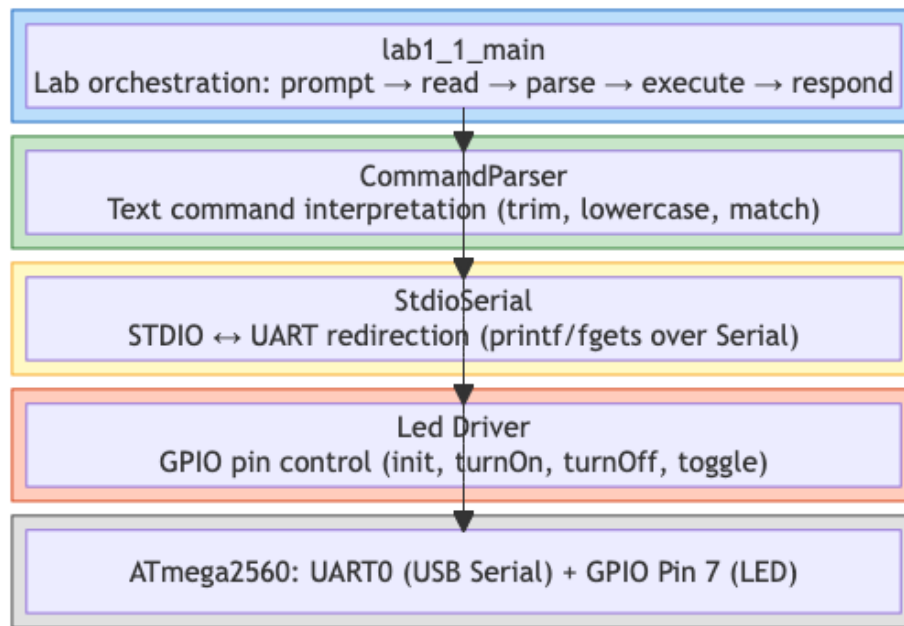 lab1_1_main
Lab orchestration: prompt → read → parse → execute → respond
CommandParser
Text command interpretation (trim, lowercase, match)
StdioSerial
STDIO ↔ UART redirection (printf/fgets over Serial)
Led Driver
GPIO pin control (init, turnOn, turnOff, toggle)
ATmega2560: UART0 (USB Serial) + GPIO Pin 7 (LED)